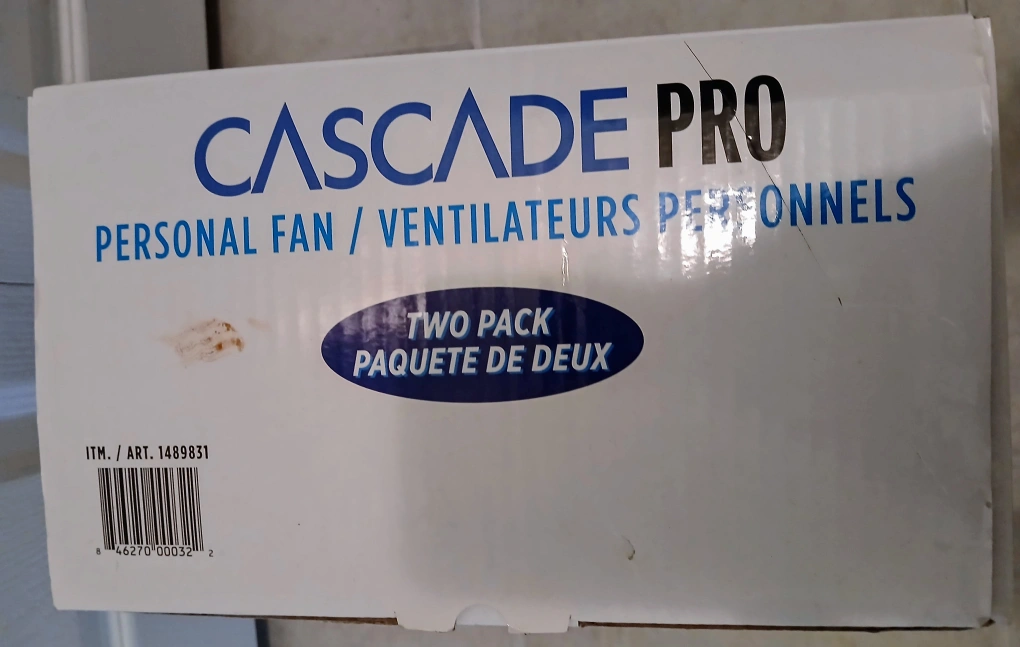 CASCADE PRO
PERSONAL FAN / VENTILATEURS PERSONNELS
TWO PACK
PAQUETE DE DEUX
ITM. / ART. 1489831
8 46270 00032 2